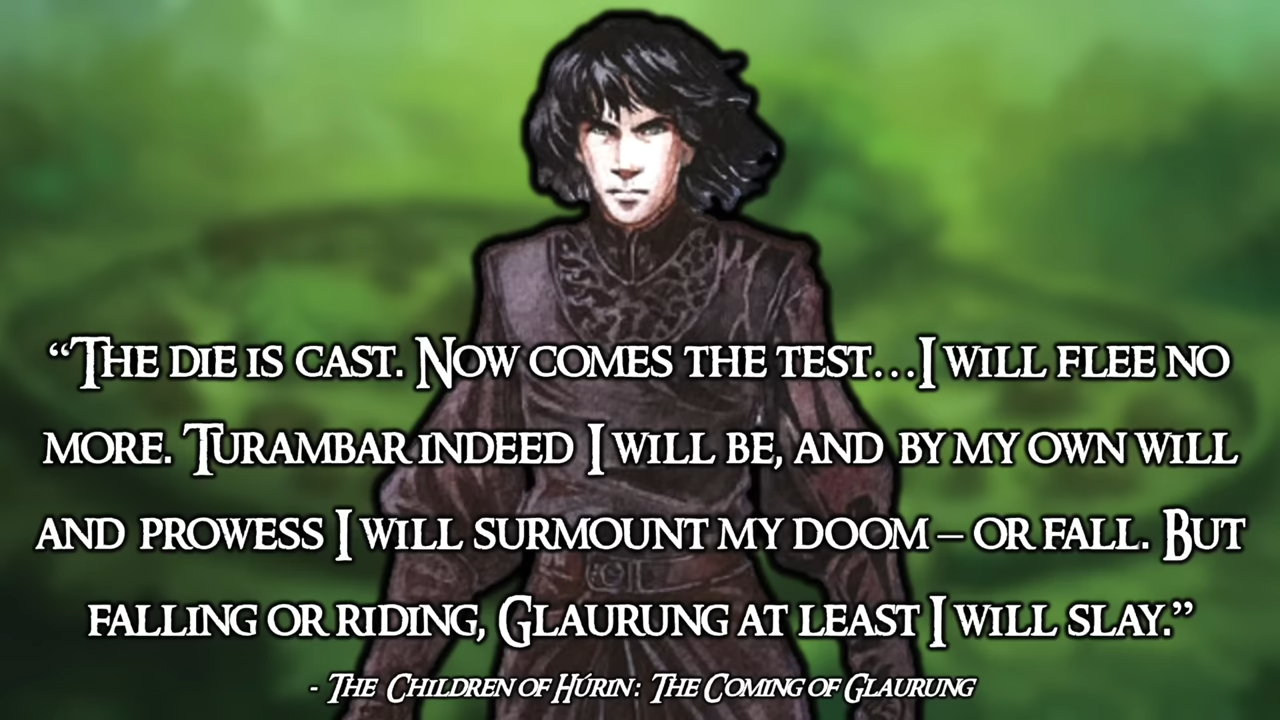 “The die is cast. Now comes the test…I will flee no
more. Turambar indeed I will be, and by my own will
and prowess I will surmount my doom – or fall. But
falling or riding, Glaurung at least I will slay.”
- The Children of Húrin: The Coming of Glaurung